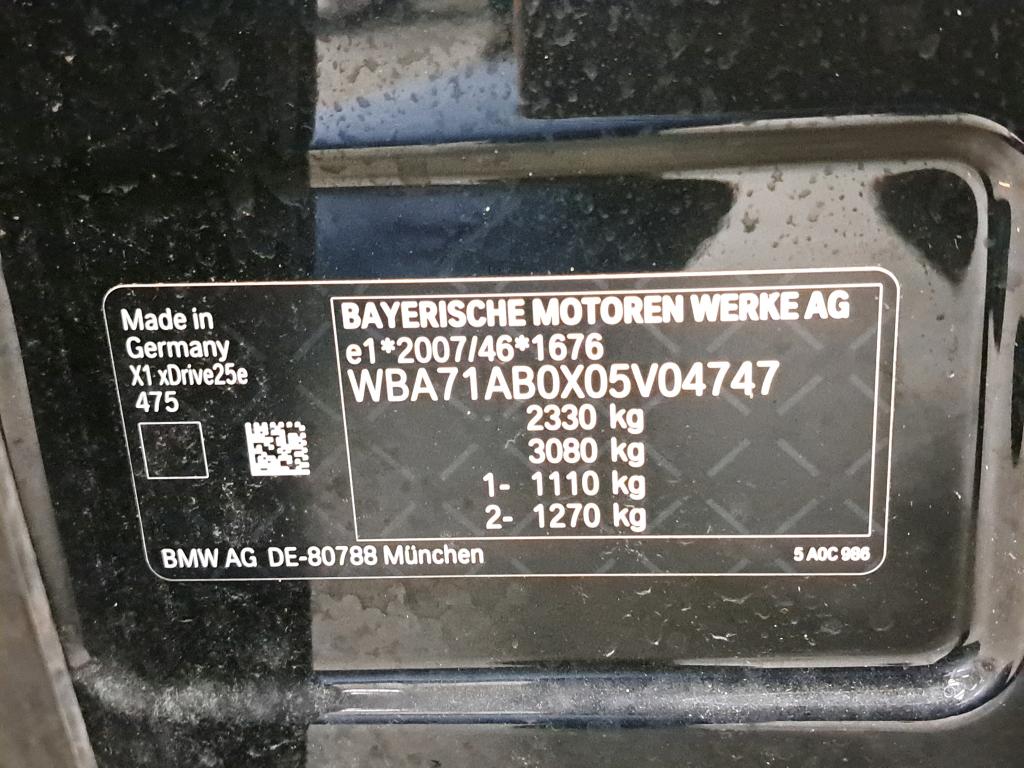 Made in
Germany
X1 xDrive25e
475
BAYERISCHE MOTOREN WERKE AG
e1*2007/46*1676
WBA71AB0X05V04747
2330 kg
3080 kg
1- 1110 kg
2- 1270 kg
BMW AG DE-80788 München
5 A0C 986